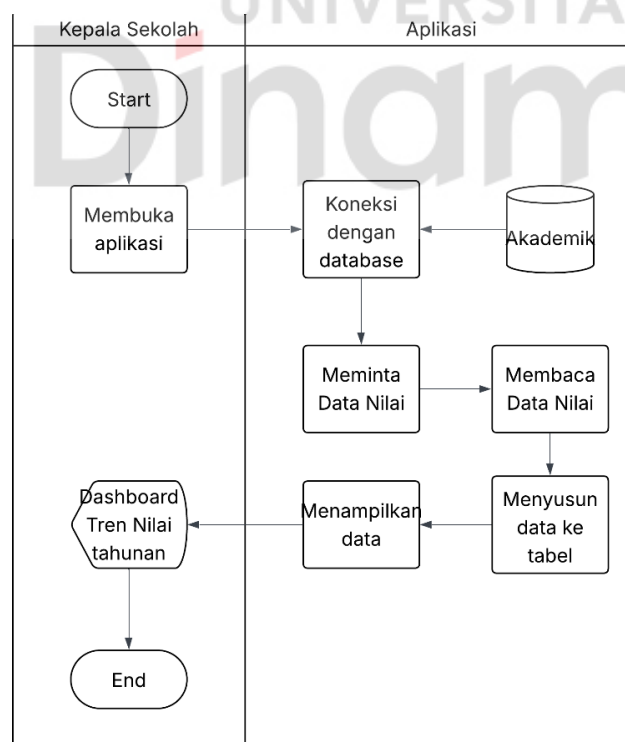 UNIVERSITA
Dinam
Kepala Sekolah
Aplikasi
Start
Membuka
aplikasi
Koneksi
dengan
database
Akademik
Meminta
Data Nilai
Membaca
Data Nilai
Dashboard
Tren Nilai
tahunan
Menampilkan
data
Menyusun
data ke
tabel
End